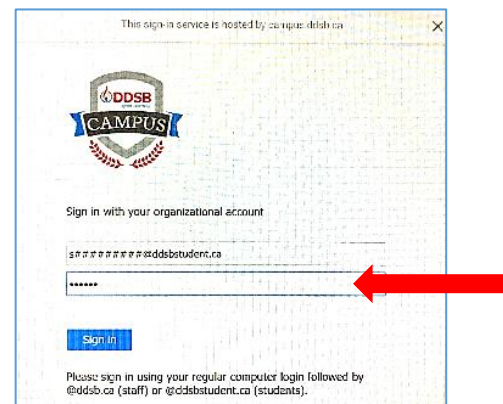 This sign-in service is hosted by campus.ddsb.ca
DDSB
CAMPUS
Sign in with your organizational account
s#########@ddsbstudent.ca
••••••
Sign in
Please sign in using your regular computer login followed by
@ddsb.ca (staff) or @ddsbstudent.ca (students).